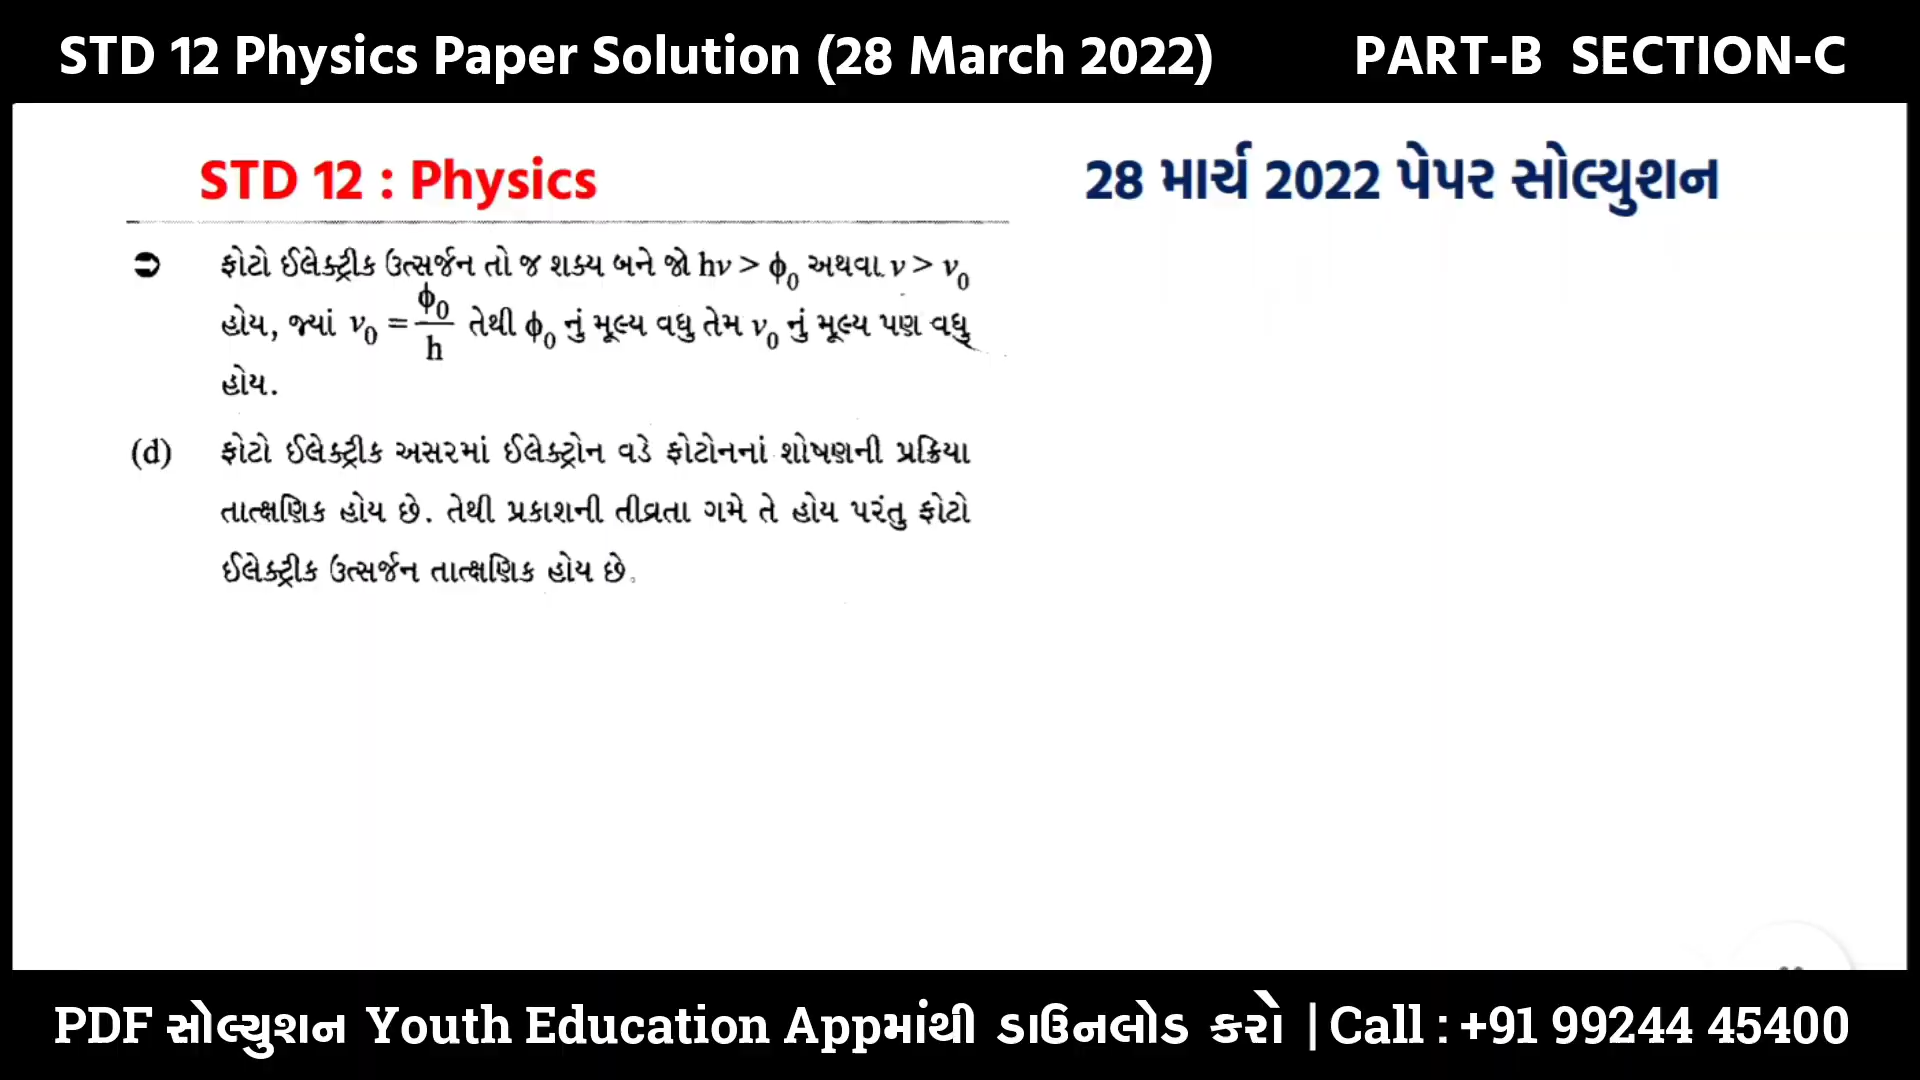 STD 12 Physics Paper Solution (28 March 2022) PART-B SECTION-C
STD 12 : Physics
28 માર્ચ 2022 પેપર સોલ્યુશન
➲ ફોટો ઈલેક્ટ્રીક ઉત્સર્જન તો જ શક્ય બને જો hν > ϕ₀ અથવા ν > ν₀
હોય, જ્યાં ν₀ = ϕ₀/h તેથી ϕ₀ નું મૂલ્ય વધુ તેમ ν₀ નું મૂલ્ય પણ વધુ
હોય.
(d) ફોટો ઈલેક્ટ્રીક અસરમાં ઈલેક્ટ્રોન વડે ફોટોનનાં શોષણની પ્રક્રિયા
તાત્ક્ષણિક હોય છે. તેથી પ્રકાશની તીવ્રતા ગમે તે હોય પરંતુ ફોટો
ઈલેક્ટ્રીક ઉત્સર્જન તાત્ક્ષણિક હોય છે.
PDF સોલ્યુશન Youth Education Appમાંથી ડાઉનલોડ કરો | Call : +91 99244 45400